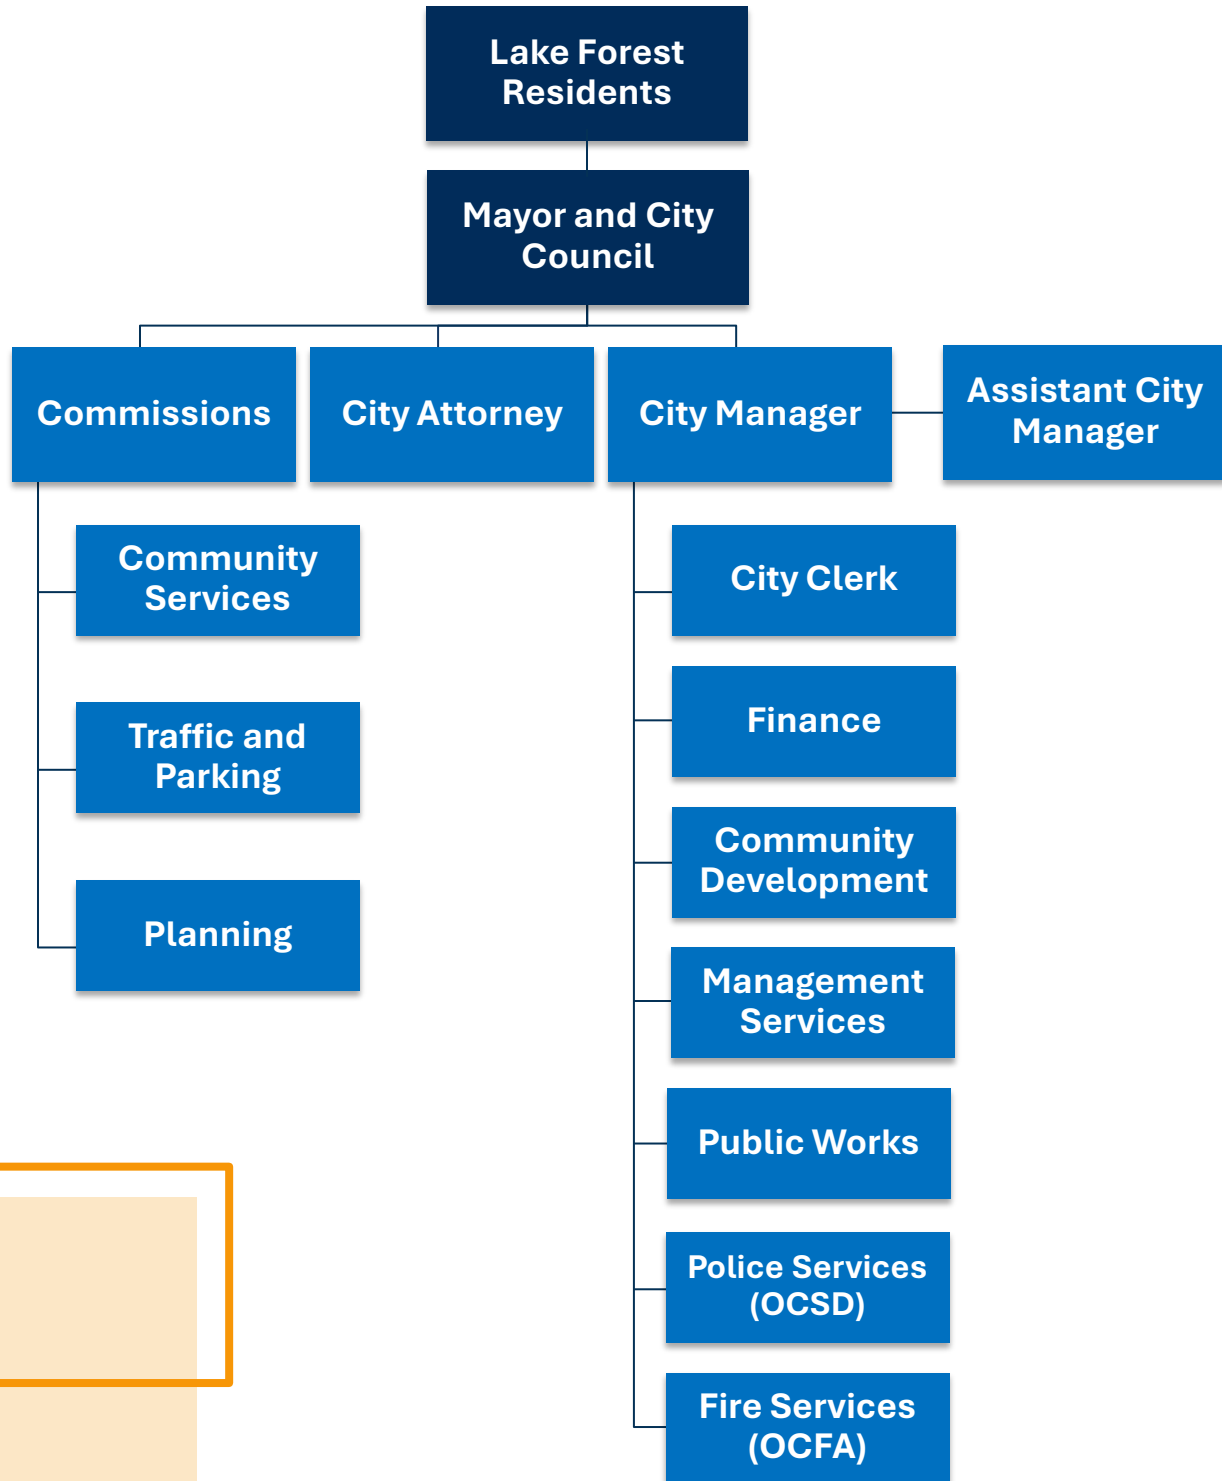 Lake Forest
Residents
Mayor and City
Council
Commissions
City Attorney
City Manager
Assistant City
Manager
Community
Services
Traffic and
Parking
Planning
City Clerk
Finance
Community
Development
Management
Services
Public Works
Police Services
(OCSD)
Fire Services
(OCFA)